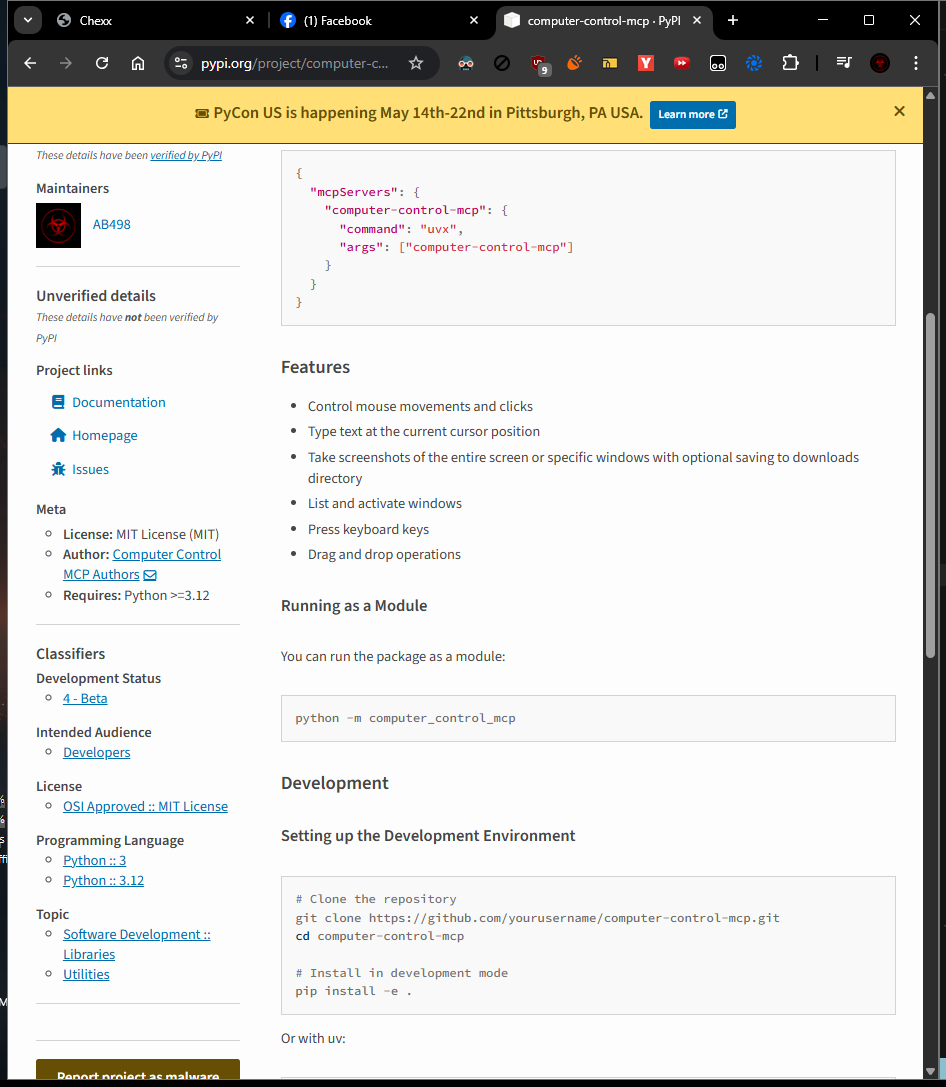 Chexx
(1) Facebook
computer-control-mcp · PyPI
pypi.org/project/computer-c...
9
PyCon US is happening May 14th-22nd in Pittsburgh, PA USA.
Learn more
These details have been verified by PyPI
Maintainers
AB498
Unverified details
These details have not been verified by
PyPI
Project links
Documentation
Homepage
Issues
Meta
License: MIT License (MIT)
Author: Computer Control
MCP Authors
Requires: Python >=3.12
Classifiers
Development Status
4 - Beta
Intended Audience
Developers
License
OSI Approved :: MIT License
Programming Language
Python :: 3
Python :: 3.12
Topic
Software Development ::
Libraries
Utilities
Report project as malware
{
"mcpServers": {
"computer-control-mcp": {
"command": "uvx",
"args": ["computer-control-mcp"]
}
}
}
Features
Control mouse movements and clicks
Type text at the current cursor position
Take screenshots of the entire screen or specific windows with optional saving to downloads
directory
List and activate windows
Press keyboard keys
Drag and drop operations
Running as a Module
You can run the package as a module:
python -m computer_control_mcp
Development
Setting up the Development Environment
# Clone the repository
git clone https://github.com/yourusername/computer-control-mcp.git
cd computer-control-mcp
# Install in development mode
pip install -e .
Or with uv: